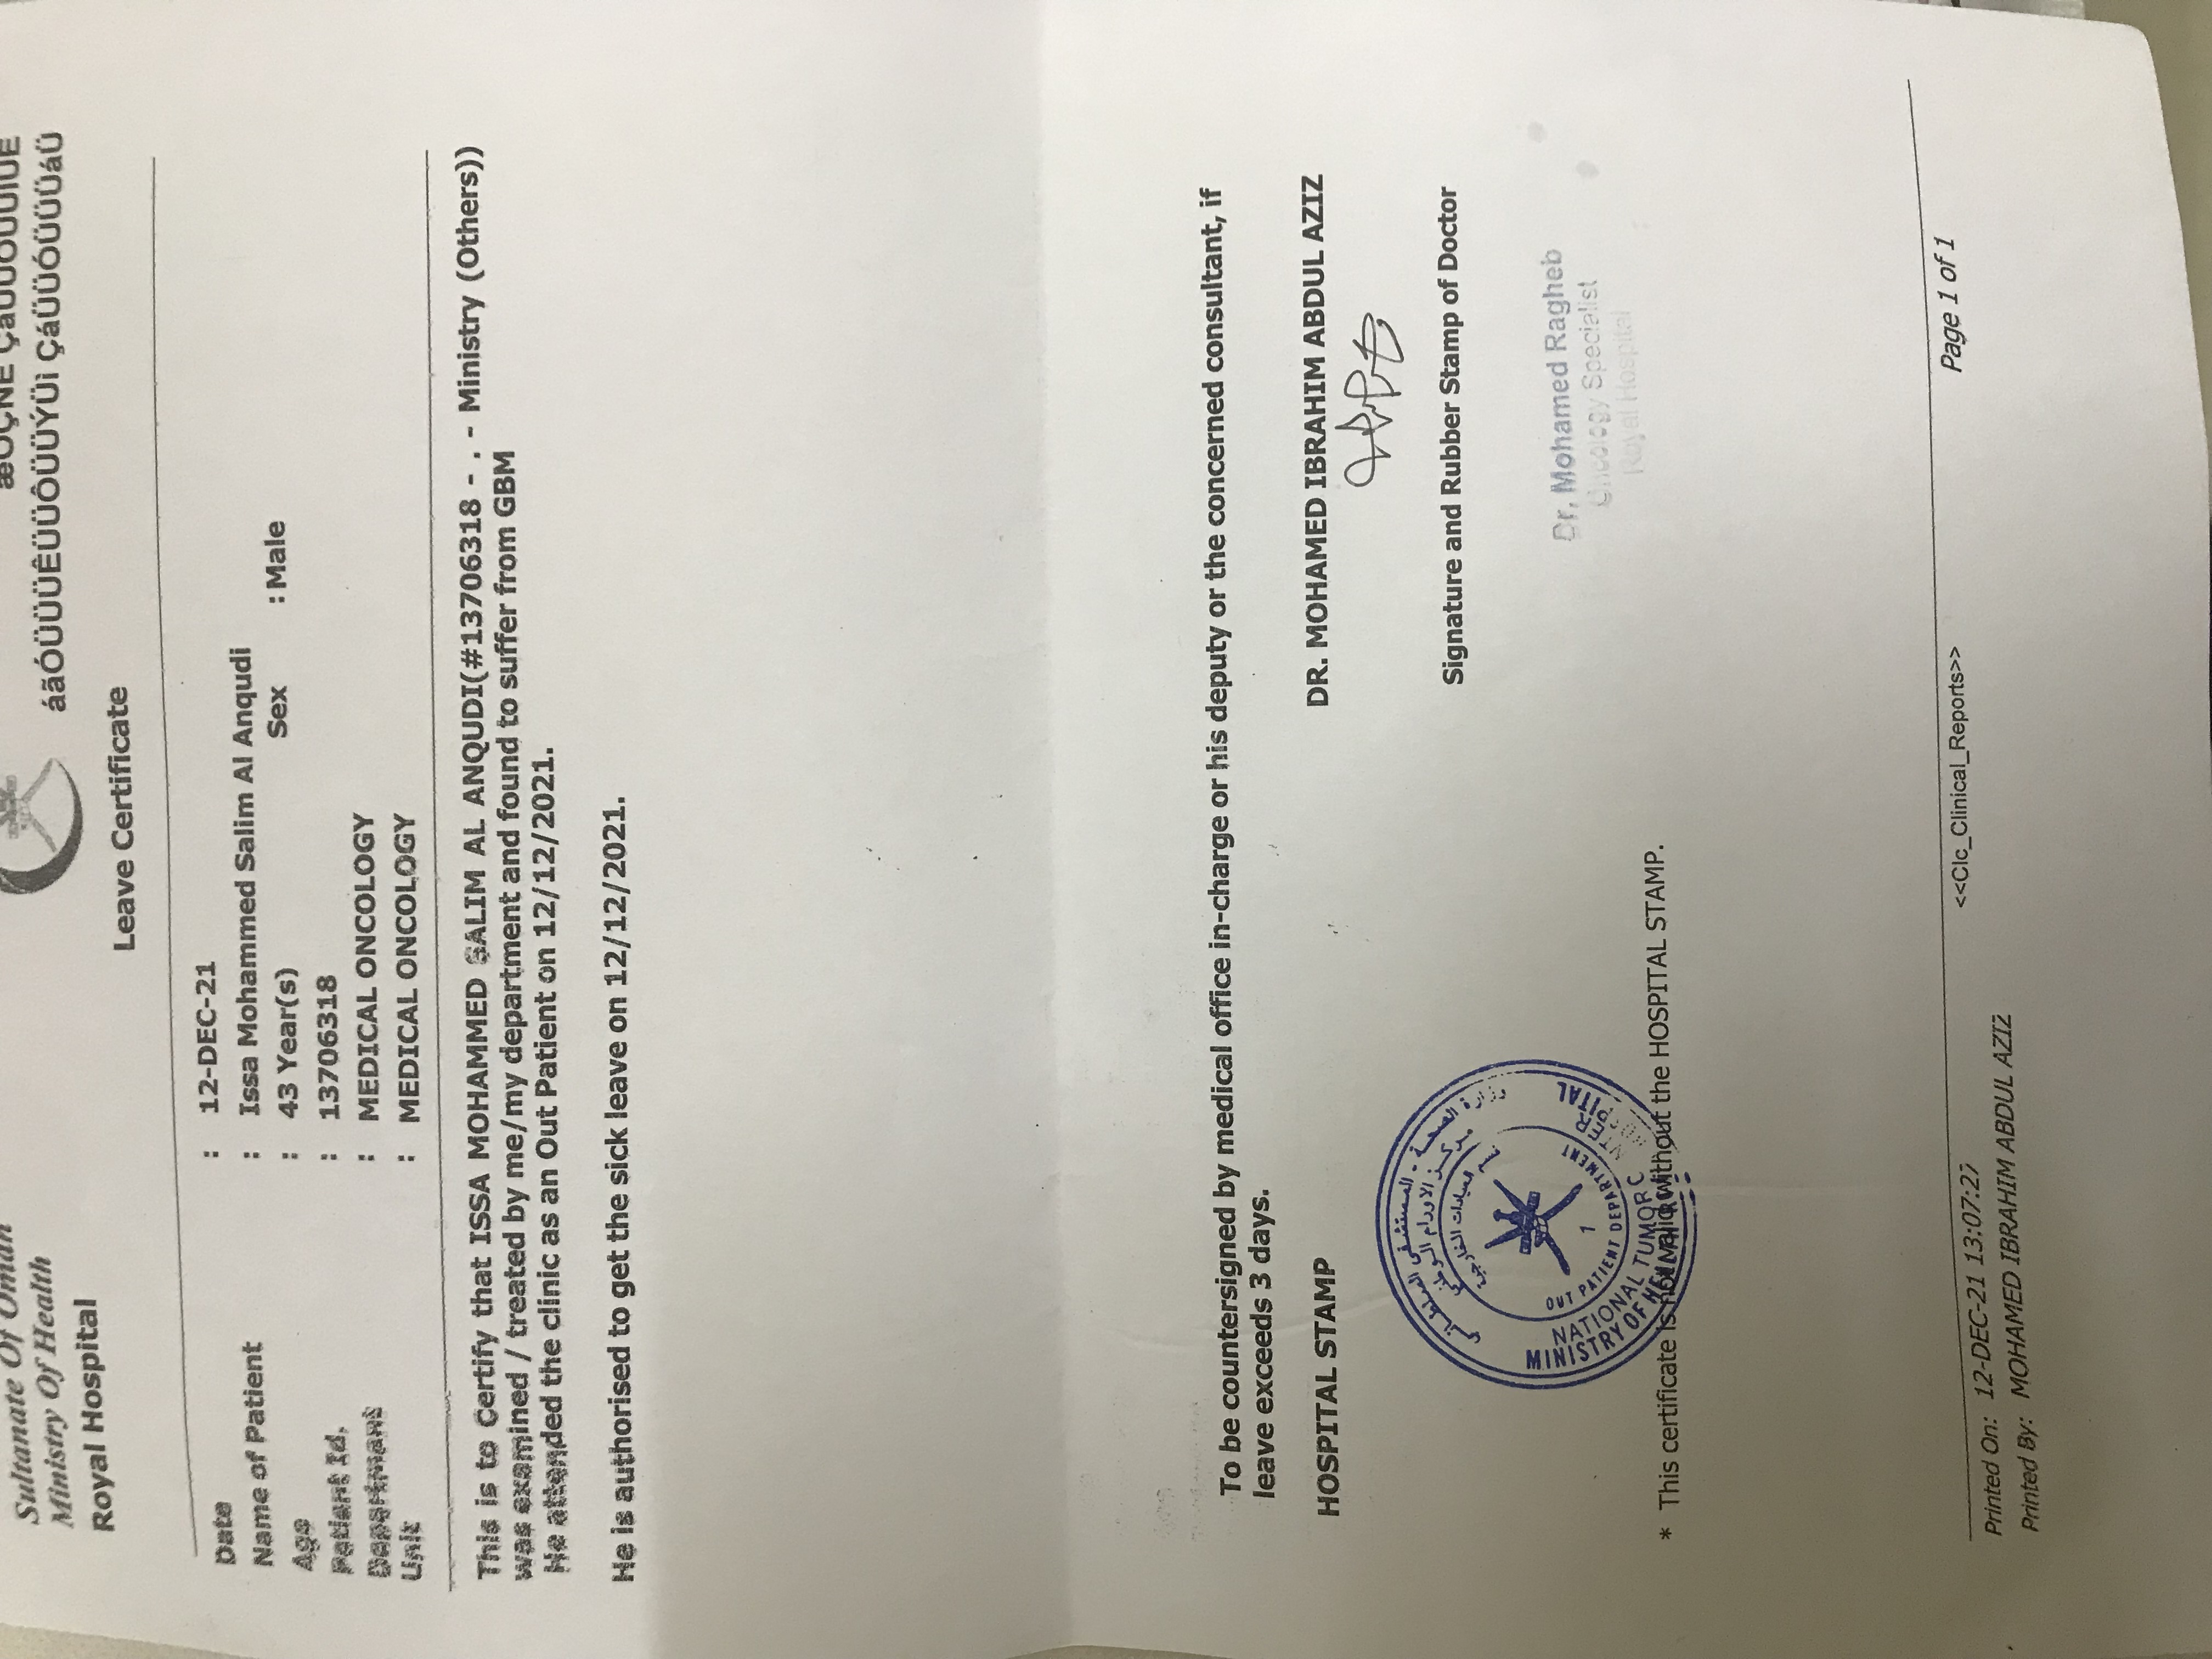 Sultanate Of Oman
Ministry Of Health
Royal Hospital
áãÓÜÜÜÊÜÜÔÜÜÝÜì ÇáÜÜÓÜÜÜáÜ
Leave Certificate
Date : 12-DEC-21
Name of Patient : Issa Mohammed Salim Al Anqudi
Age : 43 Year(s) Sex : Male
Patient Id. : 13706318
Department : MEDICAL ONCOLOGY
Unit : MEDICAL ONCOLOGY
This is to Certify that ISSA MOHAMMED SALIM AL ANQUDI(#13706318 - . - Ministry (Others))
was examined / treated by me/my department and found to suffer from GBM
He attended the clinic as an Out Patient on 12/12/2021.
He is authorised to get the sick leave on 12/12/2021.
To be countersigned by medical office in-charge or his deputy or the concerned consultant, if
leave exceeds 3 days.
HOSPITAL STAMP
DR. MOHAMED IBRAHIM ABDUL AZIZ
Signature and Rubber Stamp of Doctor
وزارة الصحة - المستشفى السلطاني
مركز الاورام الوطني
قسم العيادات الخارجية
1
OUT PATIENT DEPARTMENT
NATIONAL TUMOR
MINISTRY OF HEALTH HOSPITAL
Dr. Mohamed Ragheb
Oncology Specialist
Royal Hospital
* This certificate is not valid without the HOSPITAL STAMP.
Printed On: 12-DEC-21 13:07:27
<<Clc_Clinical_Reports>>
Page 1 of 1
Printed By: MOHAMED IBRAHIM ABDUL AZIZ